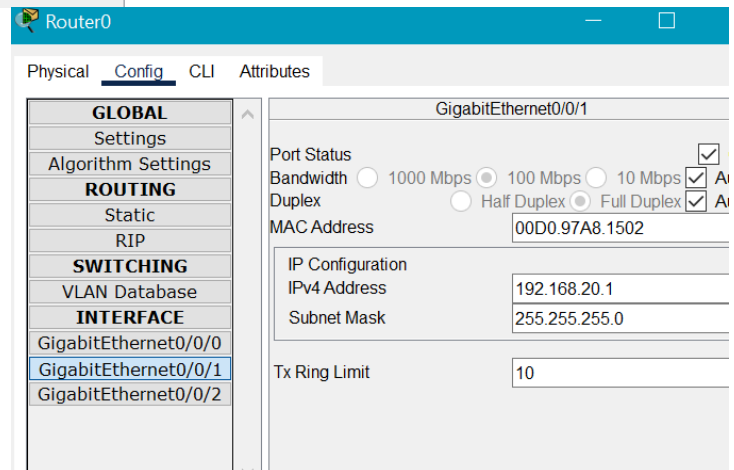 Router0
Physical Config CLI Attributes
GLOBAL
Settings
Algorithm Settings
ROUTING
Static
RIP
SWITCHING
VLAN Database
INTERFACE
GigabitEthernet0/0/0
GigabitEthernet0/0/1
GigabitEthernet0/0/2
GigabitEthernet0/0/1
Port Status
Bandwidth 1000 Mbps 100 Mbps 10 Mbps
Duplex Half Duplex Full Duplex
MAC Address 00D0.97A8.1502
IP Configuration
IPv4 Address 192.168.20.1
Subnet Mask 255.255.255.0
Tx Ring Limit 10